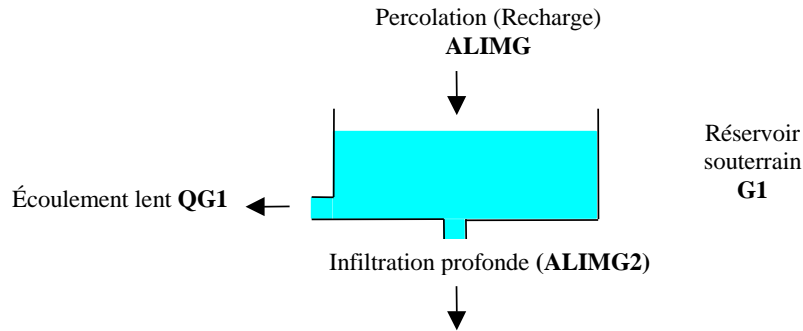 Percolation (Recharge)
ALIMG
Réservoir
souterrain
G1
Écoulement lent QG1
Infiltration profonde (ALIMG2)